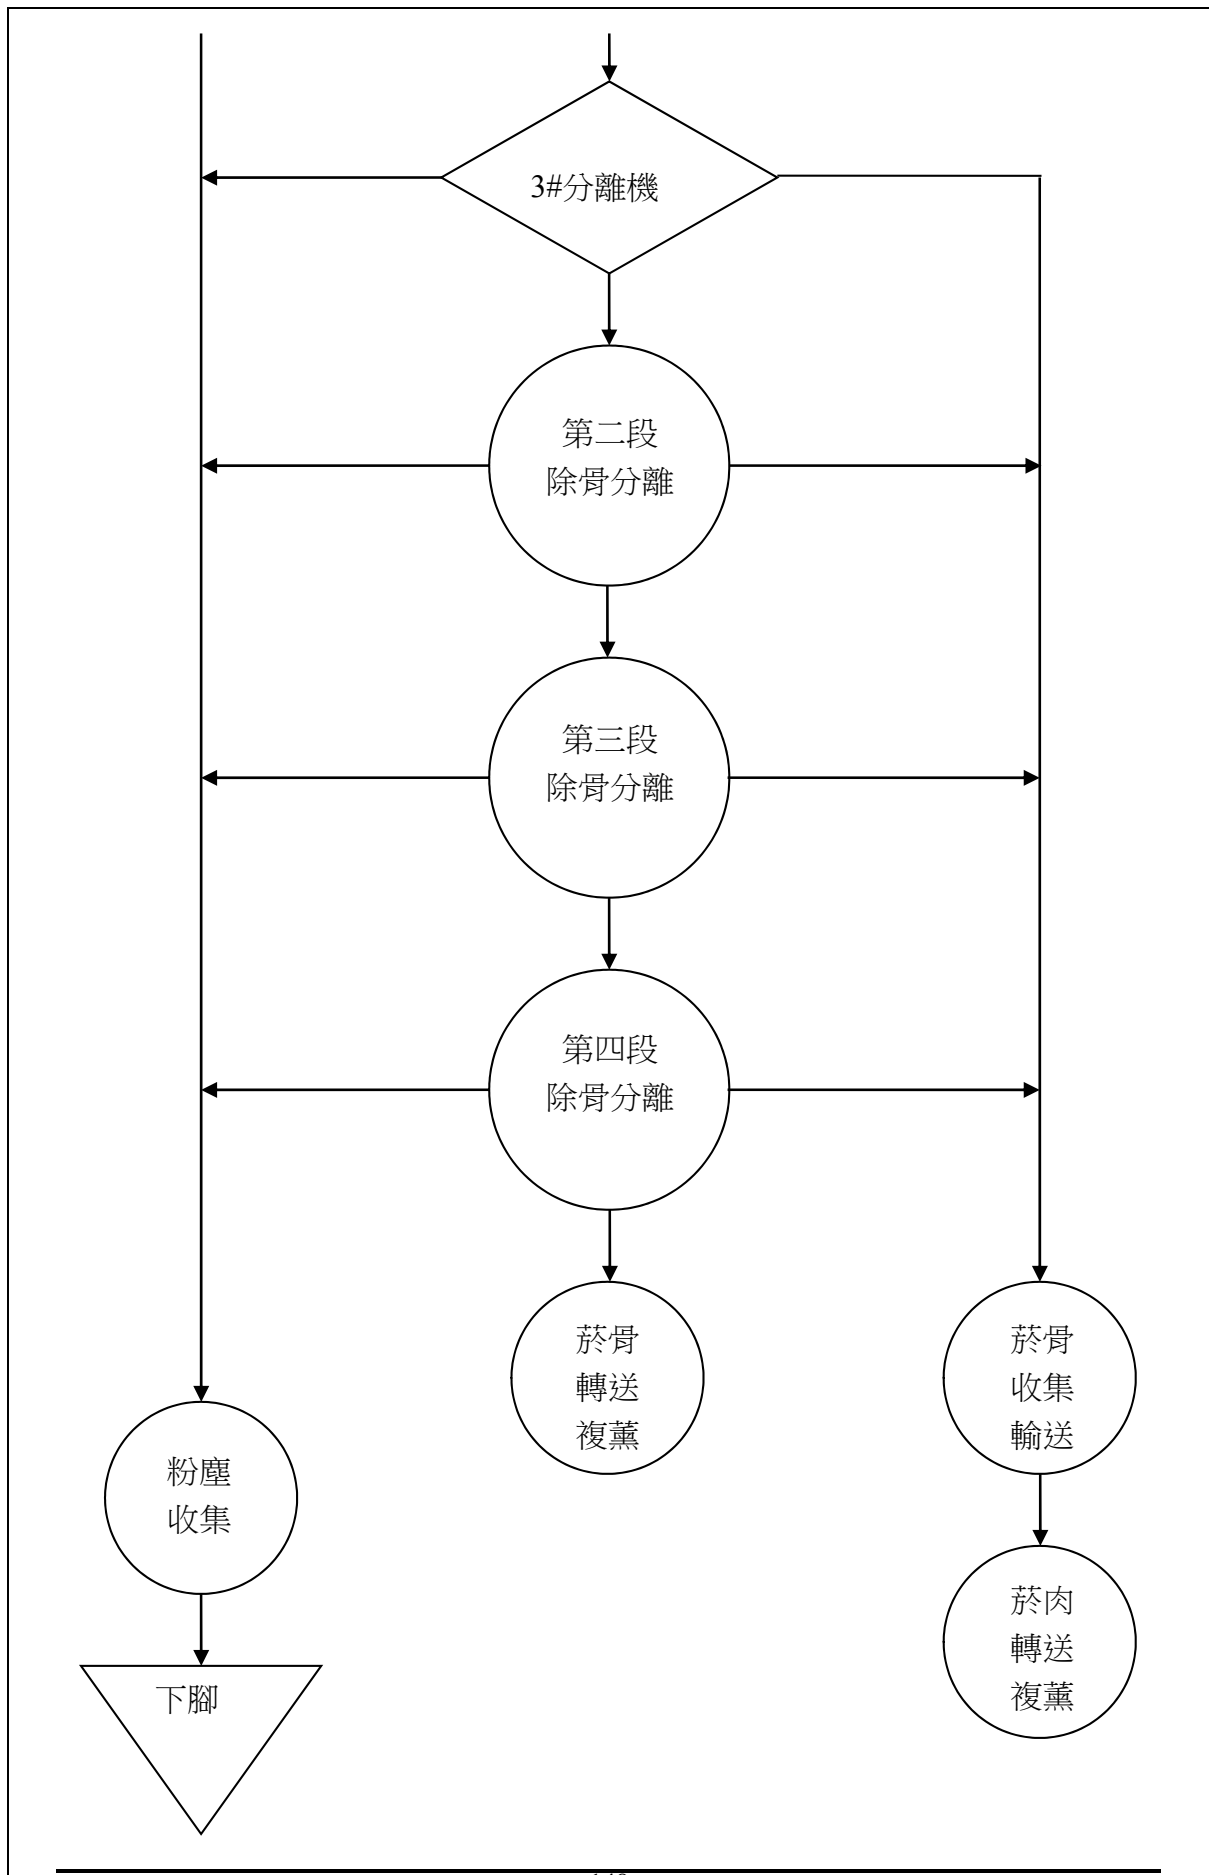 3#分離機
第二段
除骨分離
第三段
除骨分離
第四段
除骨分離
菸骨
轉送
複薰
菸骨
收集
輸送
粉塵
收集
菸肉
轉送
複薰
下腳